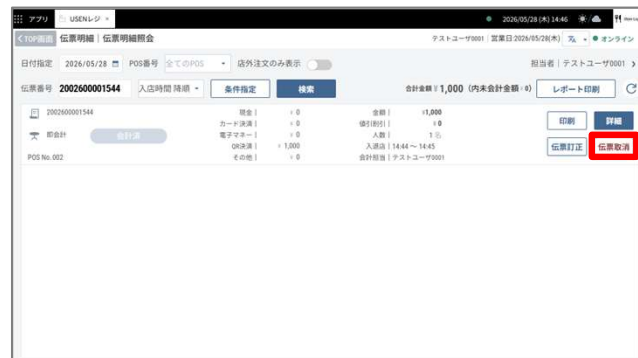 アプリ USENレジ × 2026/05/28 (木) 14:46
<TOP画面 伝票明細 | 伝票明細照会 テストユーザ0001 | 営業日:2026/05/28(木) オンライン
日付指定 2026/05/28 POS番号 全てのPOS 店外注文のみ表示 担当者 | テストユーザ0001 >
伝票番号 2002600001544 入店時間 降順 条件指定 検索 合計金額 ¥ 1,000 (内未会計金額 ¥ 0) レポート印刷
2002600001544 現金 | ¥ 0 金額 | ¥1,000 印刷 詳細
カード決済 | ¥ 0 値引割引 | ¥ 0
即会計 会計済 電子マネー | ¥ 0 人数 | 1 名
QR決済 | ¥ 1,000 入退店 | 14:44 ～ 14:45 伝票訂正 伝票取消
POS No. 002 その他 | ¥ 0 会計担当 | テストユーザ0001